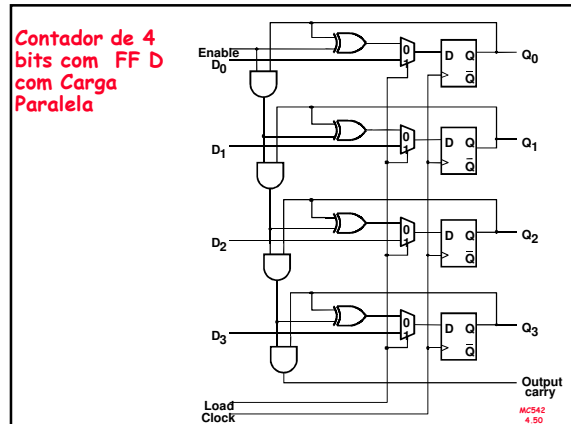 Contador de 4
bits com FF D
com Carga
Paralela
Enable
D0
0
1
D Q
Q
Q0
D1
0
1
D Q
Q
Q1
D2
0
1
D Q
Q
Q2
D3
0
1
D Q
Q
Q3
Output
carry
Load
Clock
MC542
4.50